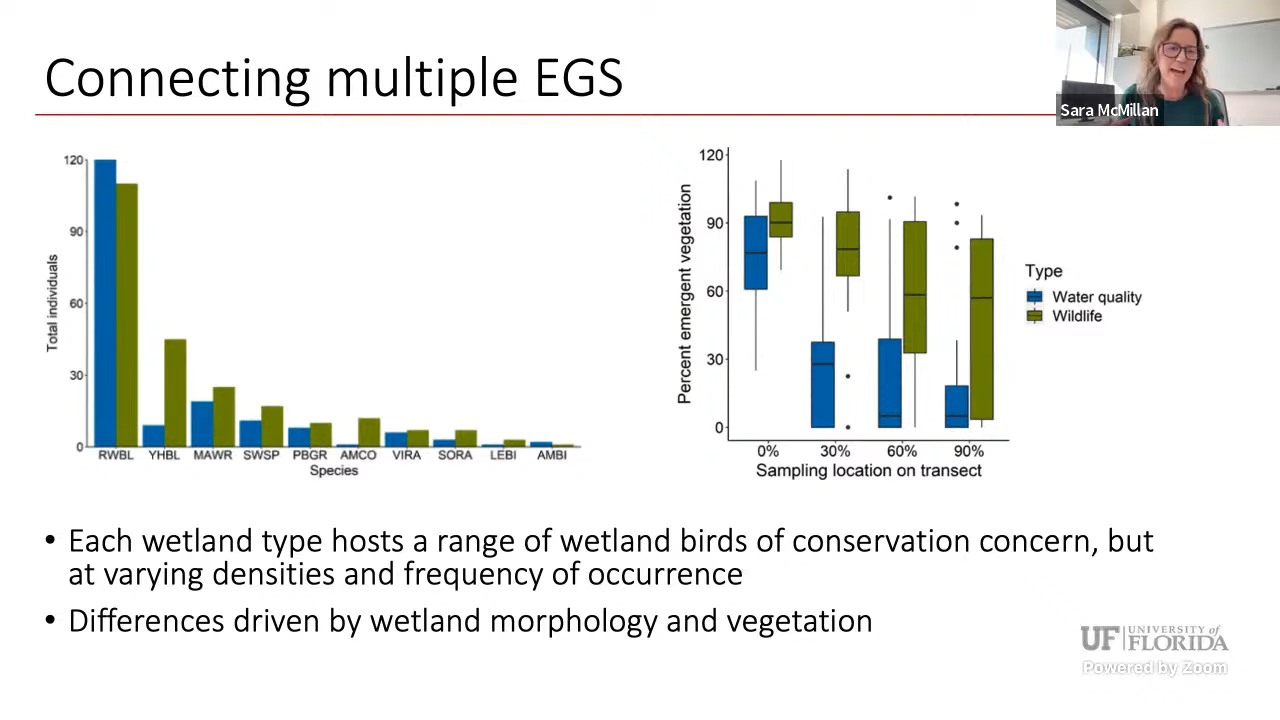 Connecting multiple EGS
Sara McMillan
120
90
60
30
0
Total individuals
RWBL YHBL MAWR SWSP PBGR AMCO VIRA SORA LEBI AMBI
Species
120
90
60
30
0
Percent emergent vegetation
0% 30% 60% 90%
Sampling location on transect
Type
Water quality
Wildlife
• Each wetland type hosts a range of wetland birds of conservation concern, but
at varying densities and frequency of occurrence
• Differences driven by wetland morphology and vegetation
UF UNIVERSITY of
FLORIDA
Powered by Zoom